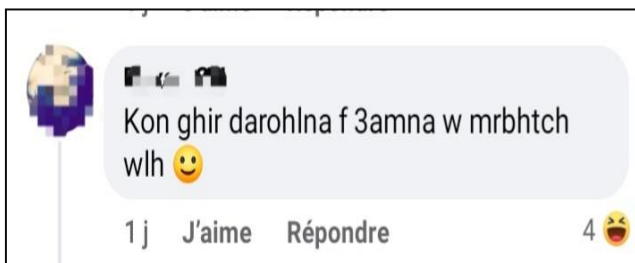 Kon ghir darohlna f 3amna w mrbhtch
wlh 🙂
1 j J'aime Répondre 4 😆